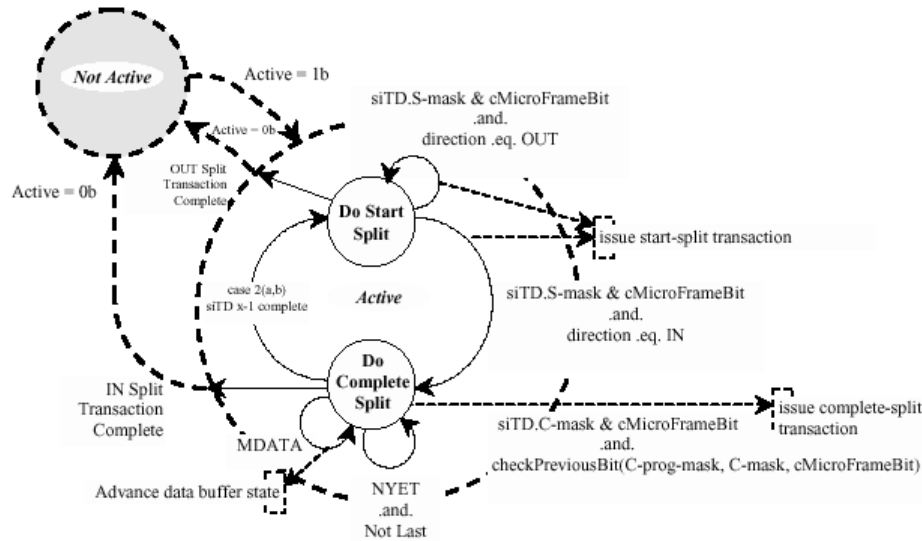 Not Active
Active = 1b
siTD.S-mask & cMicroFrameBit
.and.
direction .eq. OUT
Active = 0b
OUT Split
Transaction
Complete
Active = 0b
Do Start
Split
issue start-split transaction
case 2(a,b)
siTD x-1 complete
Active
siTD.S-mask & cMicroFrameBit
.and.
direction .eq. IN
Do
Complete
Split
IN Split
Transaction
Complete
issue complete-split
transaction
siTD.C-mask & cMicroFrameBit
.and.
checkPreviousBit(C-prog-mask, C-mask, cMicroFrameBit)
MDATA
Advance data buffer state
NYET
.and.
Not Last